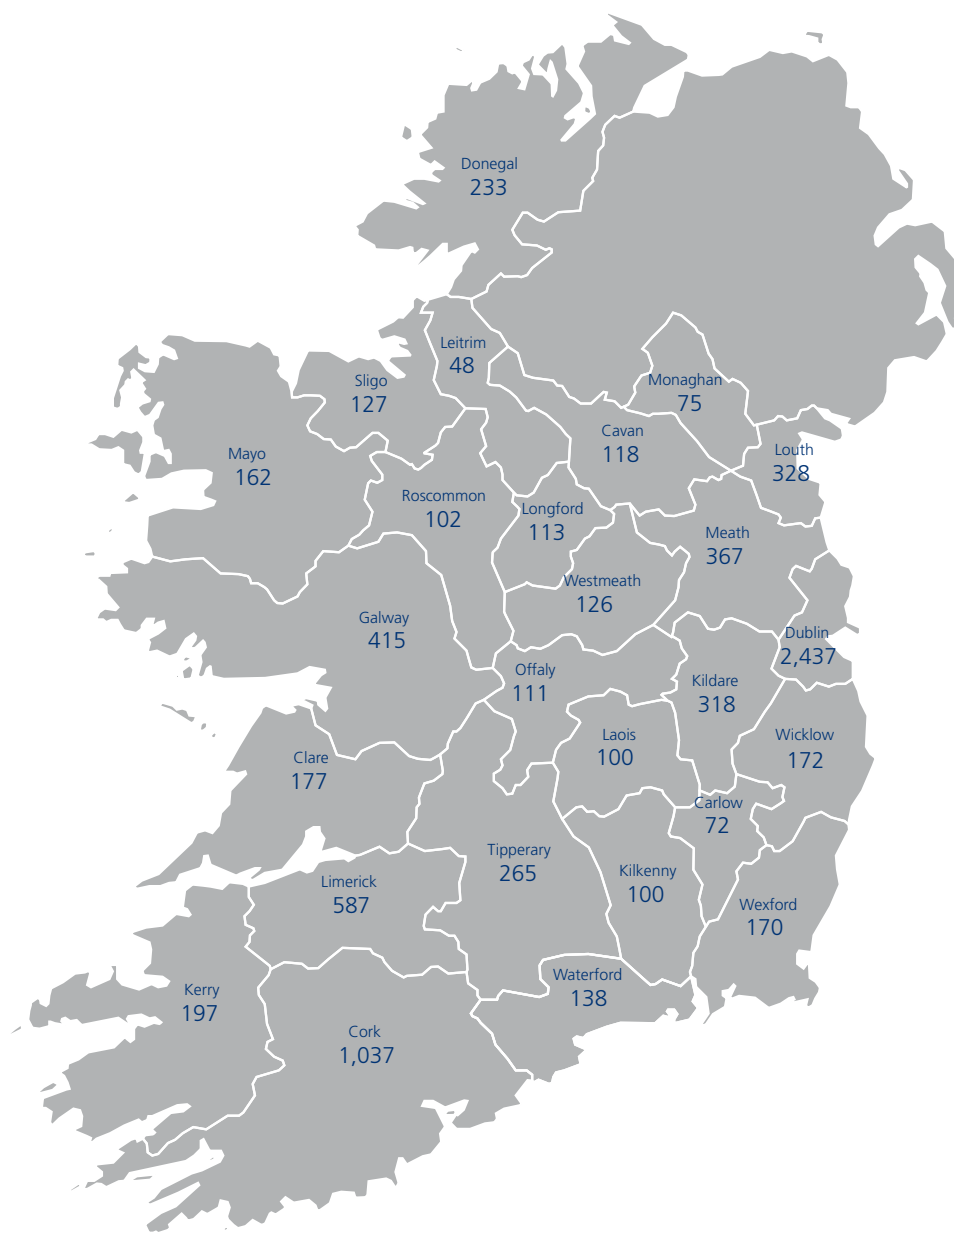 Donegal
233
Leitrim
48
Sligo
127
Monaghan
75
Cavan
118
Louth
328
Mayo
162
Roscommon
102
Longford
113
Meath
367
Westmeath
126
Galway
415
Dublin
2,437
Offaly
111
Kildare
318
Laois
100
Wicklow
172
Clare
177
Carlow
72
Tipperary
265
Kilkenny
100
Limerick
587
Wexford
170
Waterford
138
Kerry
197
Cork
1,037